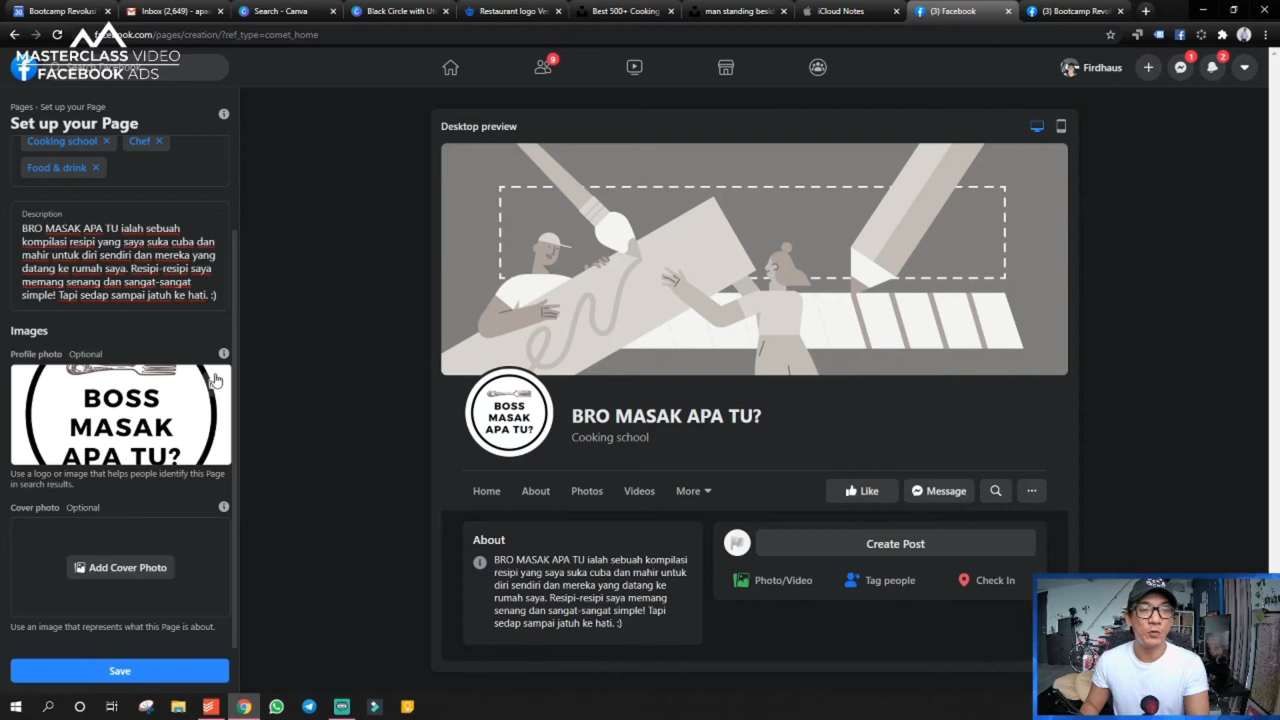 Bootcamp Revolus
Inbox (2,649) - apac
Search - Canva
Black Circle with Ut
Restaurant logo Ve
Best 500+ Cooking
man standing besid
iCloud Notes
(3) Facebook
(3) Bootcamp Revol
facebook.com/pages/creation/?ref_type=comet_home
MASTERCLASS VIDEO
FACEBOOK ADS
9
Firdhaus
1
2
Pages › Set up your Page
Set up your Page
Cooking school
Chef
Food & drink
Description
BRO MASAK APA TU ialah sebuah
kompilasi resipi yang saya suka cuba dan
mahir untuk diri sendiri dan mereka yang
datang ke rumah saya. Resipi-resipi saya
memang senang dan sangat-sangat
simple! Tapi sedap sampai jatuh ke hati. :)
Images
Profile photo Optional
BOSS
MASAK
APA TU?
Use a logo or image that helps people identify this Page
in search results.
Cover photo Optional
Add Cover Photo
Use an image that represents what this Page is about.
Save
Desktop preview
BOSS
MASAK
APA TU?
BRO MASAK APA TU?
Cooking school
Home
About
Photos
Videos
More
Like
Message
About
BRO MASAK APA TU ialah sebuah kompilasi
resipi yang saya suka cuba dan mahir untuk
diri sendiri dan mereka yang datang ke
rumah saya. Resipi-resipi saya memang
senang dan sangat-sangat simple! Tapi
sedap sampai jatuh ke hati. :)
Create Post
Photo/Video
Tag people
Check In